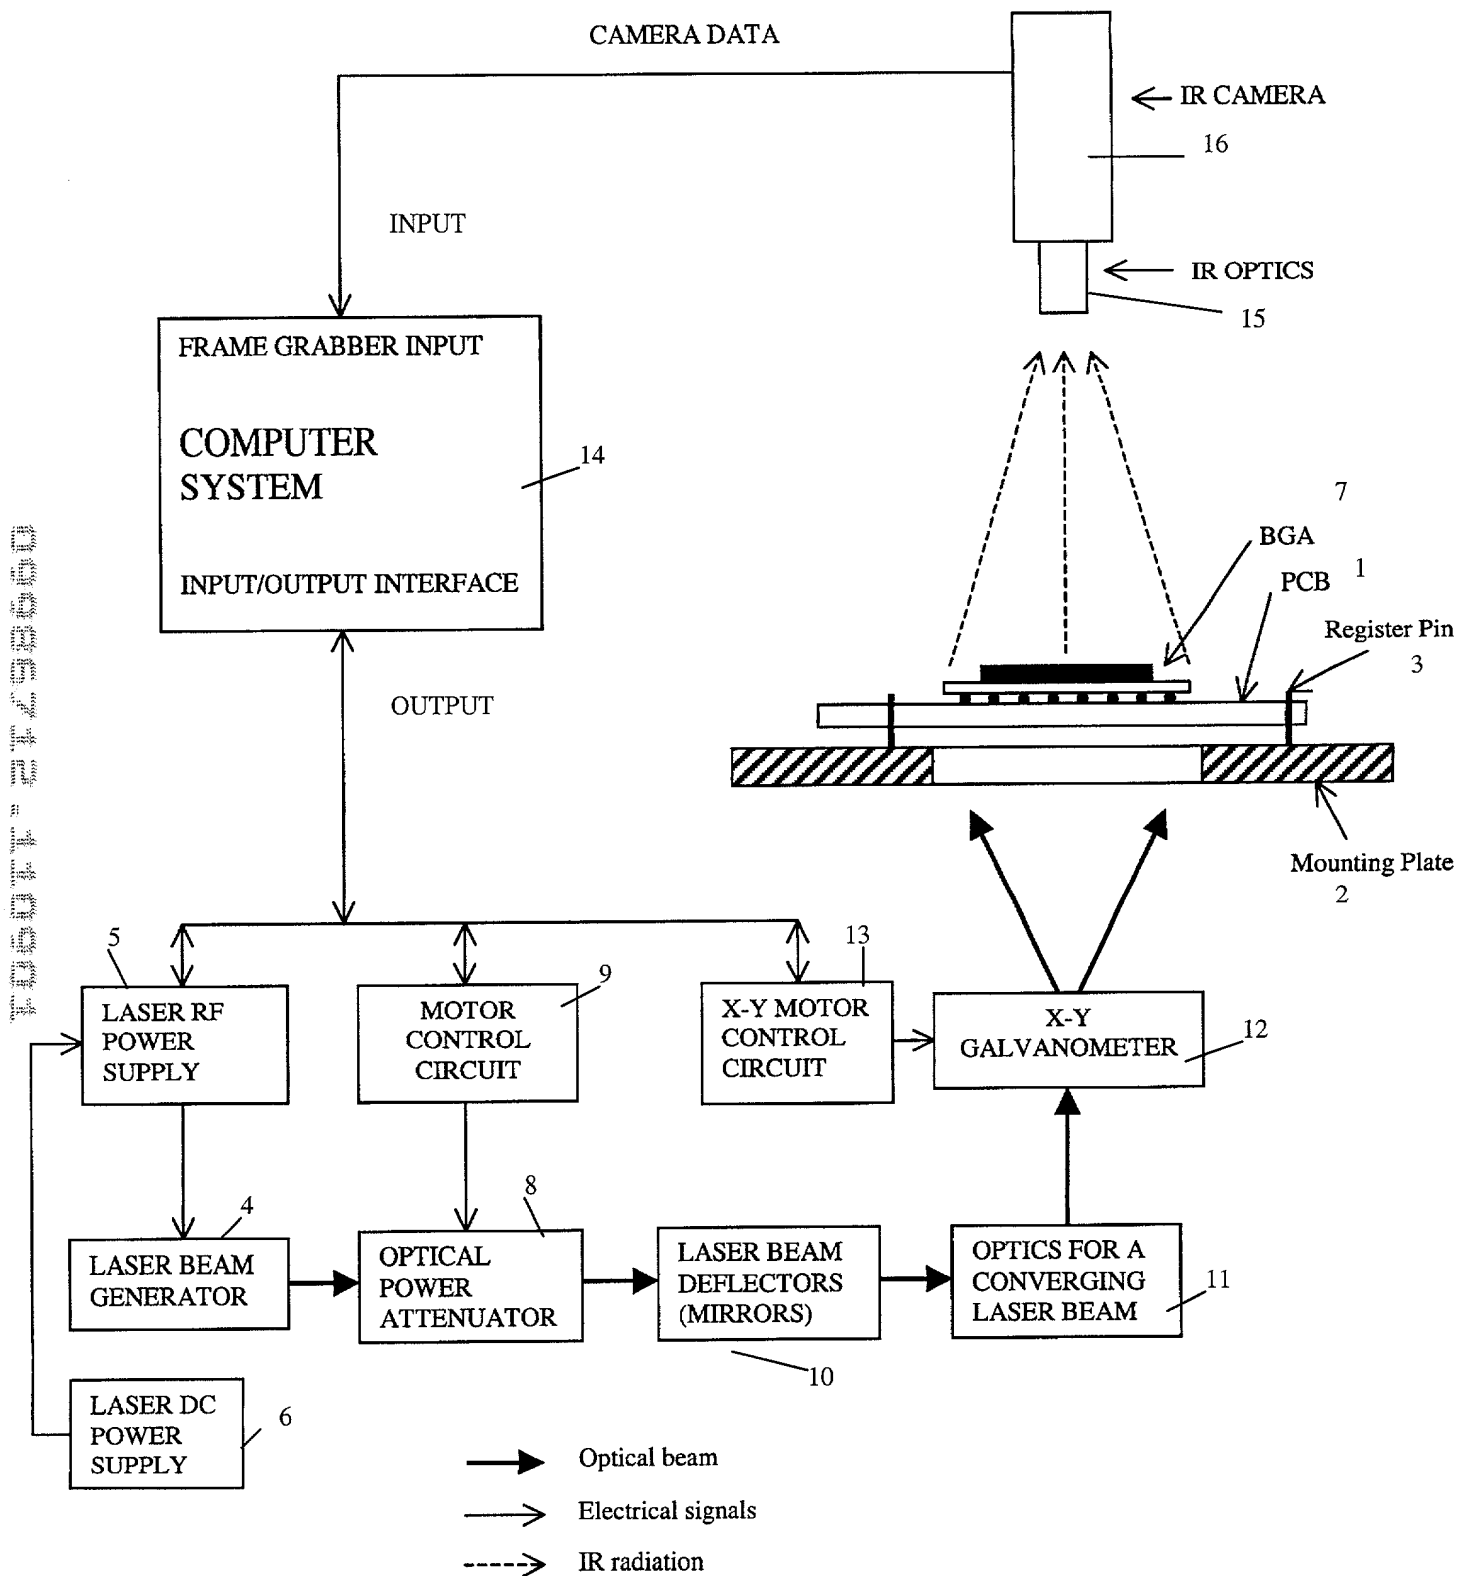 CAMERA DATA
IR CAMERA
16
INPUT
IR OPTICS
15
FRAME GRABBER INPUT
COMPUTER
SYSTEM
14
INPUT/OUTPUT INTERFACE
7
BGA
1
PCB
Register Pin
3
OUTPUT
Mounting Plate
2
5
LASER RF
POWER
SUPPLY
9
MOTOR
CONTROL
CIRCUIT
13
X-Y MOTOR
CONTROL
CIRCUIT
X-Y
GALVANOMETER
12
4
LASER BEAM
GENERATOR
8
OPTICAL
POWER
ATTENUATOR
LASER BEAM
DEFLECTORS
(MIRRORS)
10
OPTICS FOR A
CONVERGING
LASER BEAM
11
LASER DC
POWER
SUPPLY
6
Optical beam
Electrical signals
IR radiation